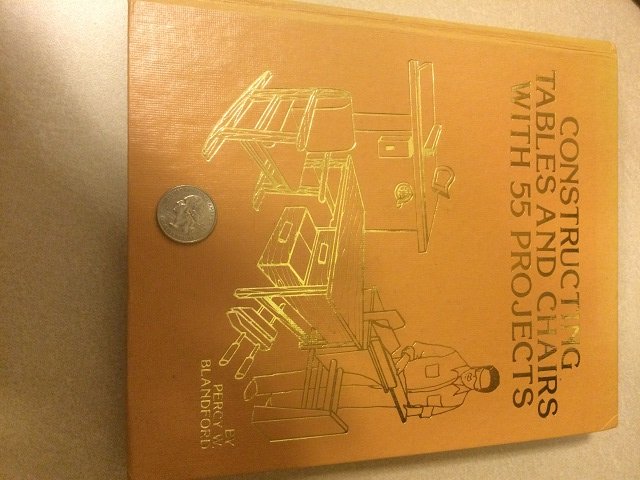 CONSTRUCTING
TABLES AND CHAIRS
WITH 55 PROJECTS
BY
PERCY W.
BLANDFORD